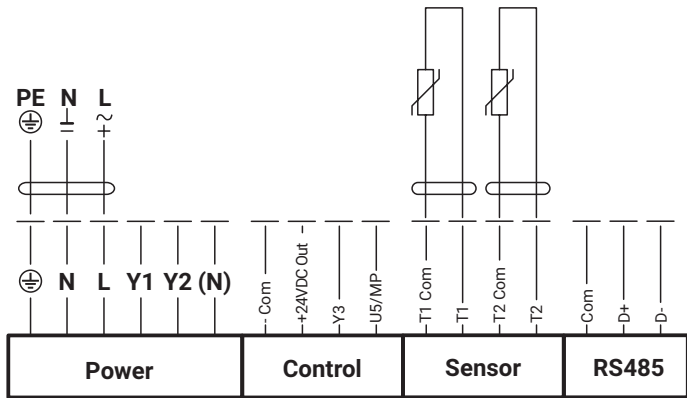 PE N L
N L Y1 Y2 (N)
- Com
+24VDC Out -
Y3
U5/MP
T1 Com
T1
T2 Com
T2
Com
D+
D-
Power Control Sensor RS485